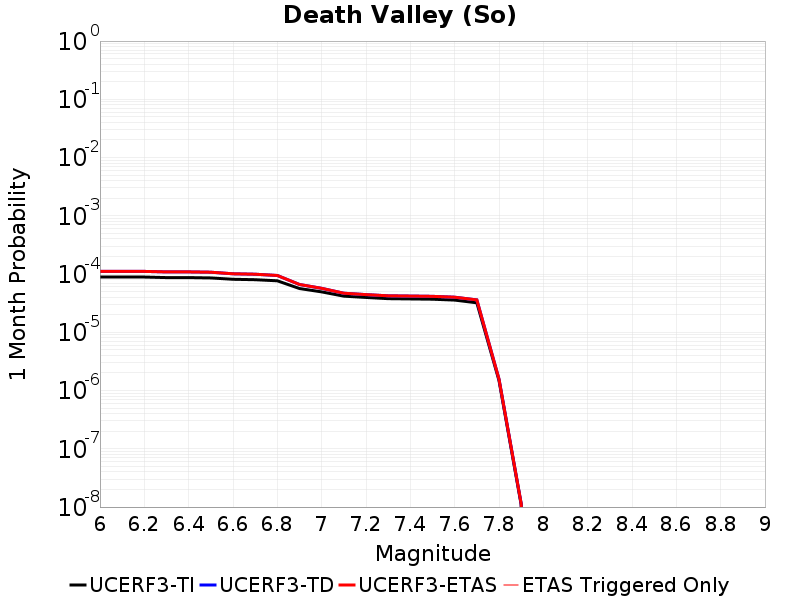 Death Valley (So)
1 Month Probability
10^0
10^-1
10^-2
10^-3
10^-4
10^-5
10^-6
10^-7
10^-8
6 6.2 6.4 6.6 6.8 7 7.2 7.4 7.6 7.8 8 8.2 8.4 8.6 8.8 9
Magnitude
UCERF3-TI UCERF3-TD UCERF3-ETAS ETAS Triggered Only